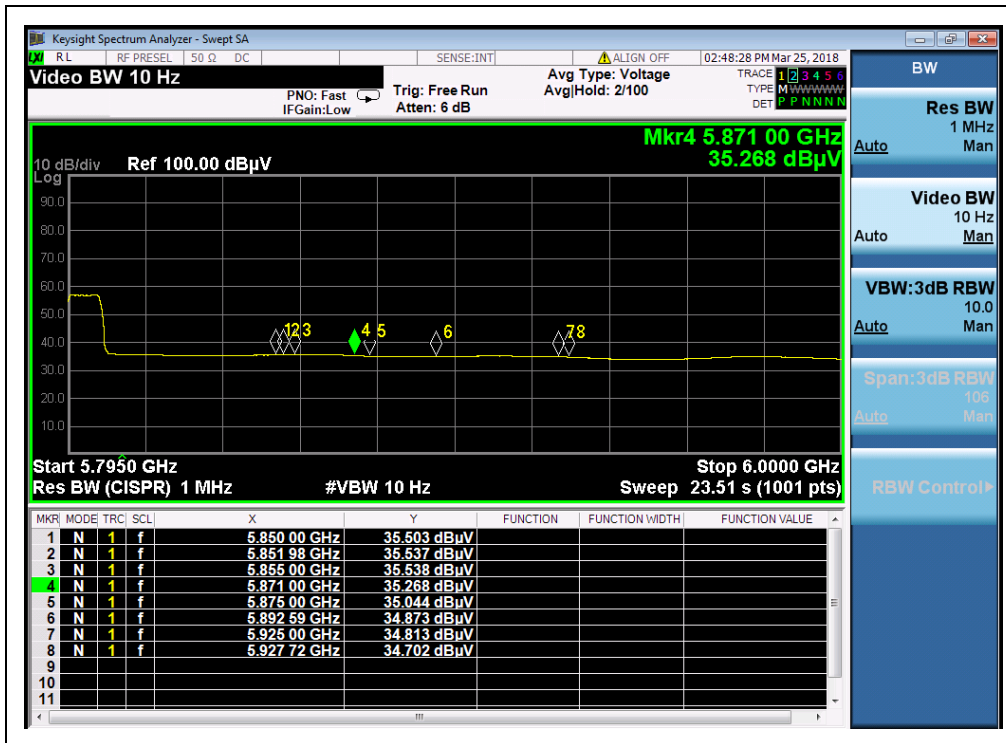 Keysight Spectrum Analyzer - Swept SA
LXI RL RF PRESEL 50 Ω DC SENSE:INT ALIGN OFF 02:48:28 PM Mar 25, 2018
Video BW 10 Hz
PNO: Fast
IFGain:Low
Trig: Free Run
Atten: 6 dB
Avg Type: Voltage
Avg|Hold: 2/100
TRACE 1 2 3 4 5 6
TYPE M WWWWW
DET P P N N N N
Mkr4 5.871 00 GHz
35.268 dBµV
10 dB/div Ref 100.00 dBµV
Log
90.0
80.0
70.0
60.0
50.0
40.0
30.0
20.0
10.0
1 2 3 4 5 6 7 8
Start 5.7950 GHz Stop 6.0000 GHz
Res BW (CISPR) 1 MHz #VBW 10 Hz Sweep 23.51 s (1001 pts)
MKR MODE TRC SCL X Y FUNCTION FUNCTION WIDTH FUNCTION VALUE
1 N 1 f 5.850 00 GHz 35.503 dBµV
2 N 1 f 5.851 98 GHz 35.537 dBµV
3 N 1 f 5.855 00 GHz 35.538 dBµV
4 N 1 f 5.871 00 GHz 35.268 dBµV
5 N 1 f 5.875 00 GHz 35.044 dBµV
6 N 1 f 5.892 59 GHz 34.873 dBµV
7 N 1 f 5.925 00 GHz 34.813 dBµV
8 N 1 f 5.927 72 GHz 34.702 dBµV
9
10
11
BW
Res BW
1 MHz
Auto Man
Video BW
10 Hz
Auto Man
VBW:3dB RBW
10.0
Auto Man
Span:3dB RBW
106
Auto Man
RBW Control